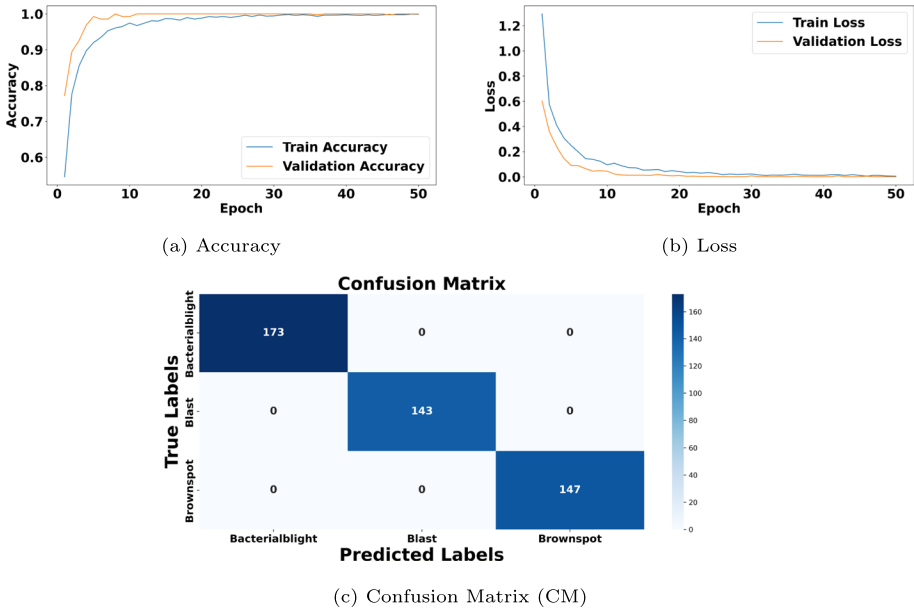 1.0
0.9
0.8
0.7
0.6
Accuracy
0 10 20 30 40 50
Epoch
Train Accuracy
Validation Accuracy
(a) Accuracy
1.2
1.0
0.8
0.6
0.4
0.2
0.0
Loss
0 10 20 30 40 50
Epoch
Train Loss
Validation Loss
(b) Loss
Confusion Matrix
True Labels
Bacterialblight
173 0 0
Blast
0 143 0
Brownspot
0 0 147
Bacterialblight Blast Brownspot
Predicted Labels
160
140
120
100
80
60
40
20
0
(c) Confusion Matrix (CM)